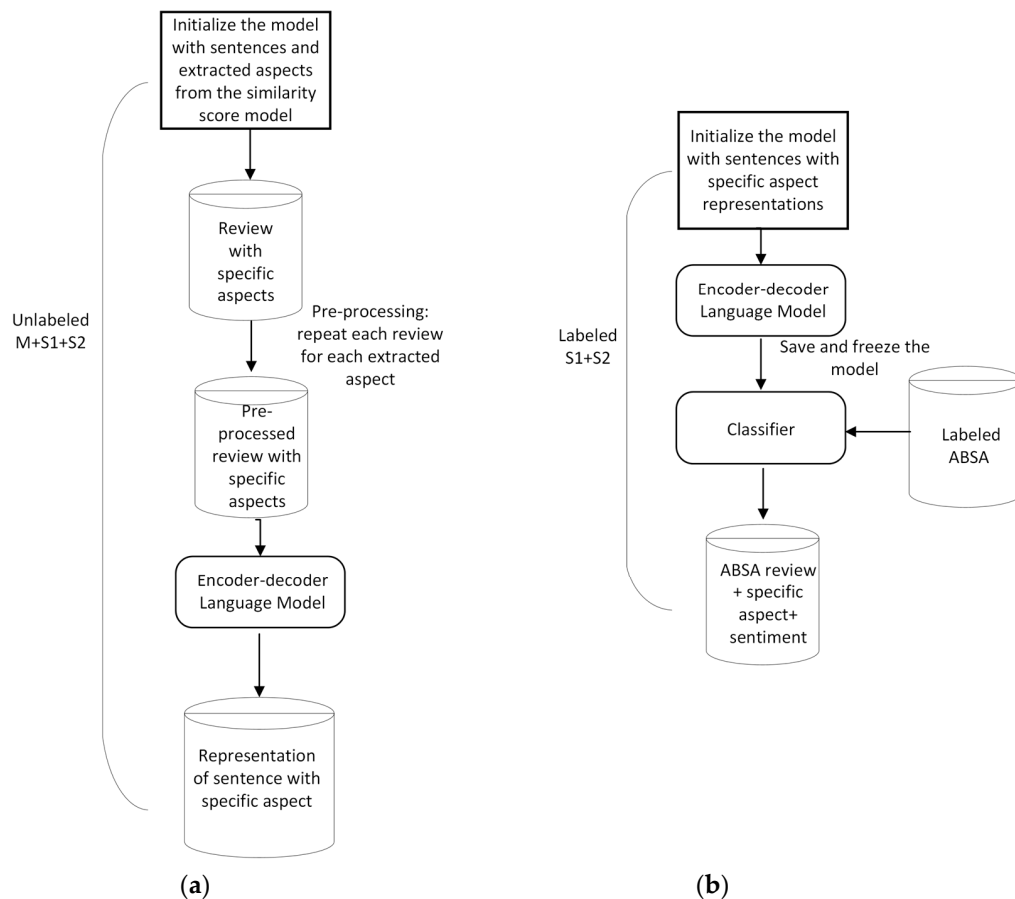 Initialize the model
with sentences and
extracted aspects
from the similarity
score model
Review
with
specific
aspects
Pre-processing:
repeat each review
for each extracted
aspect
Unlabeled
M+S1+S2
Pre-
processed
review with
specific
aspects
Encoder-decoder
Language Model
Representation
of sentence with
specific aspect
(a)
Initialize the model
with sentences with
specific aspect
representations
Encoder-decoder
Language Model
Labeled
S1+S2
Save and freeze the
model
Classifier
Labeled
ABSA
ABSA review
+ specific
aspect+
sentiment
(b)